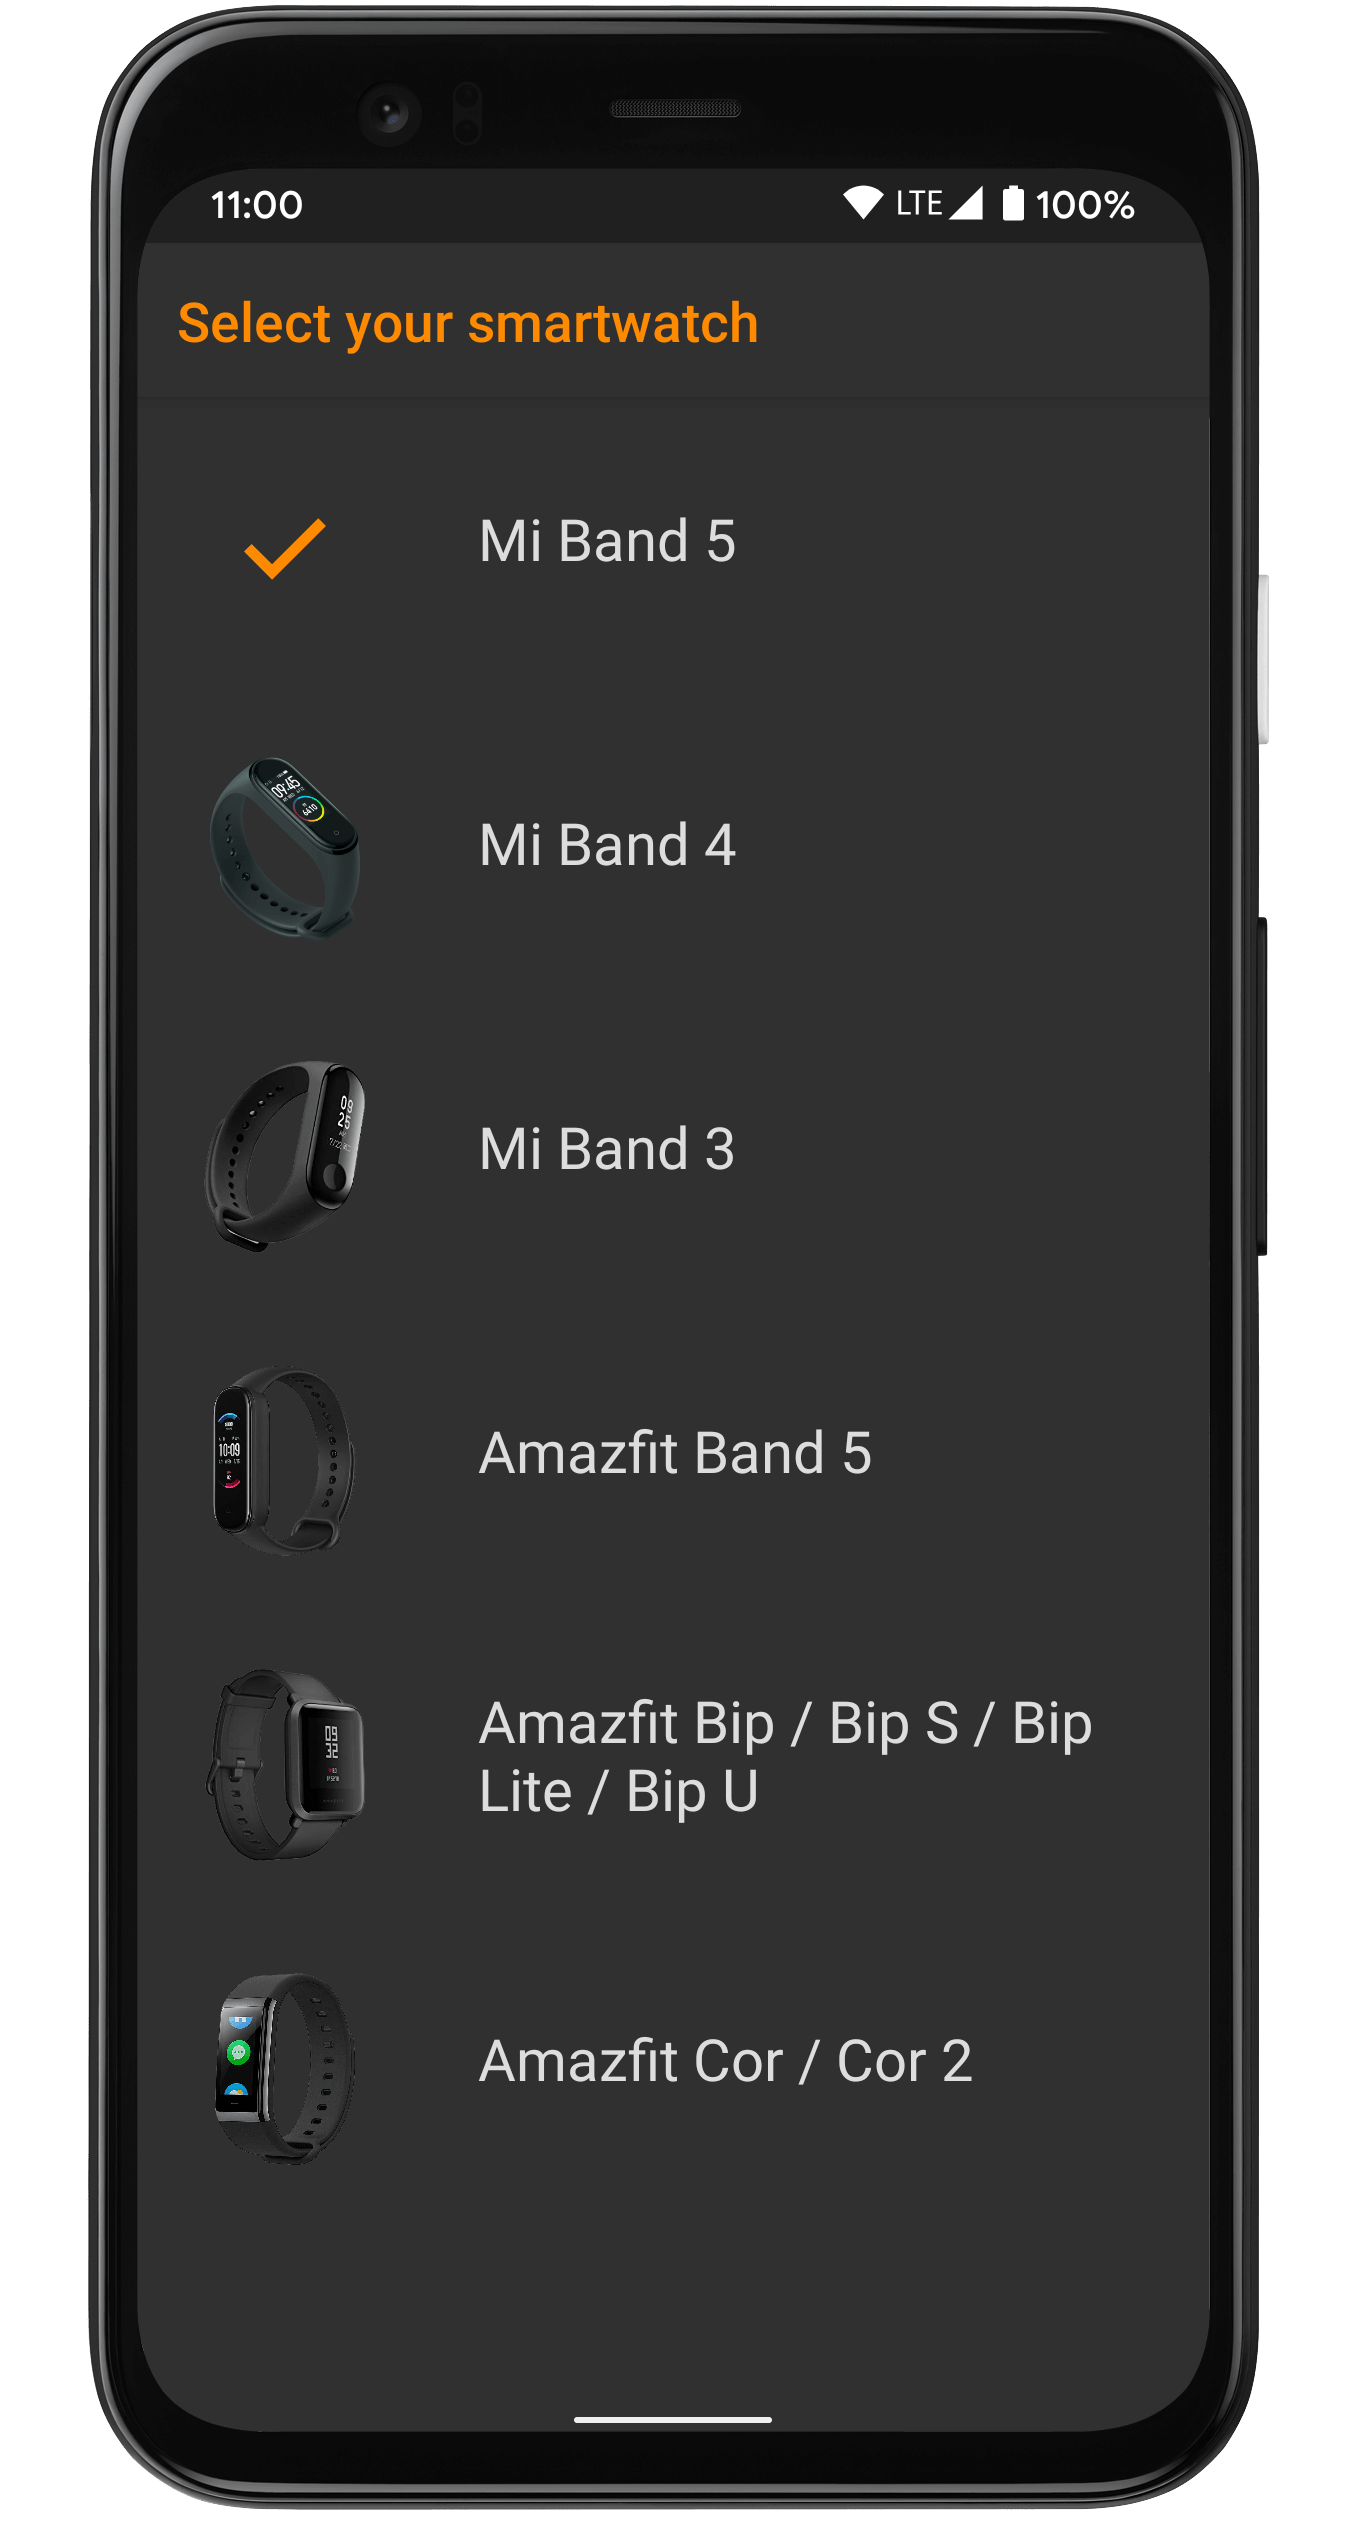 11:00 LTE 100%
Select your smartwatch
Mi Band 5
09:45
6410
Mi Band 4
09
25
Mi Band 3
10:09
Amazfit Band 5
09
32
Amazfit Bip / Bip S / Bip
Lite / Bip U
Amazfit Cor / Cor 2